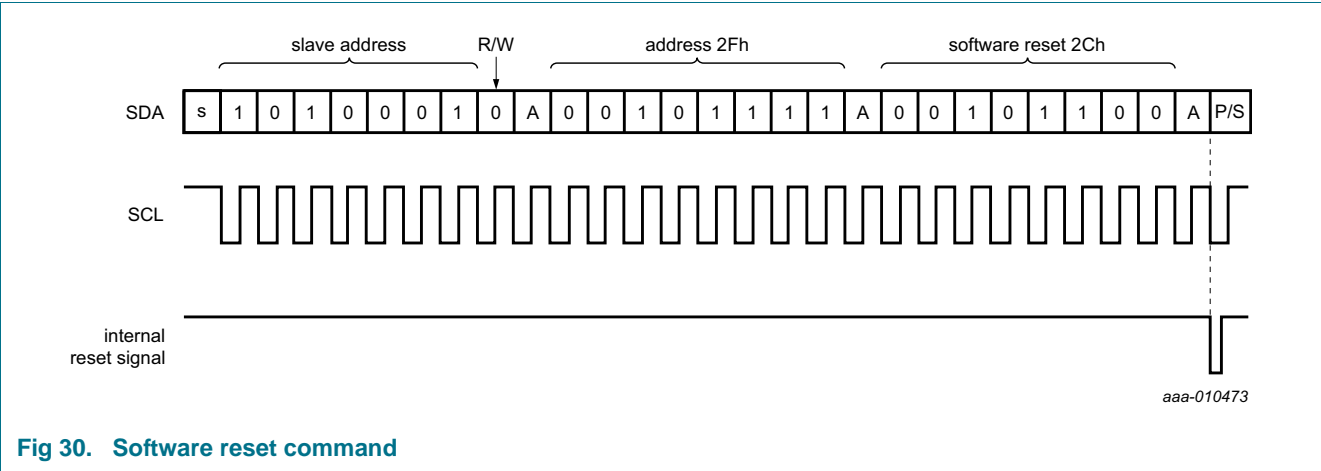 slave address R/W address 2Fh software reset 2Ch
SDA s 1 0 1 0 0 0 1 0 A 0 0 1 0 1 1 1 1 A 0 0 1 0 1 1 0 0 A P/S
SCL
internal
reset signal
aaa-010473
Fig 30. Software reset command